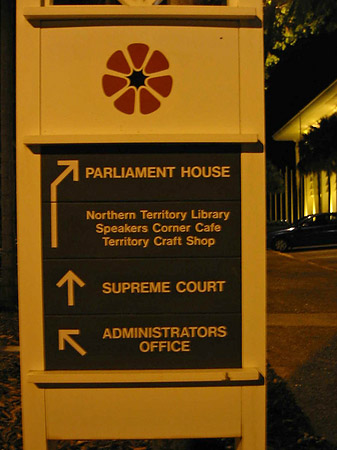 PARLIAMENT HOUSE
Northern Territory Library
Speakers Corner Cafe
Territory Craft Shop
SUPREME COURT
ADMINISTRATORS
OFFICE